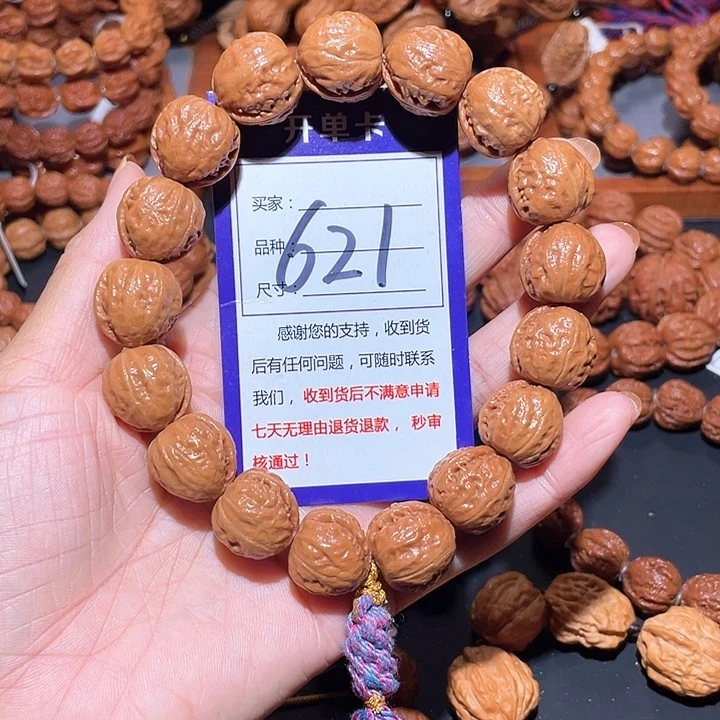 开单卡
买家：
品种：
621
尺寸：
感谢您的支持，收到货
后有任何问题，可随时联系
我们，收到货后不满意申请
七天无理由退货退款， 秒审
核通过！